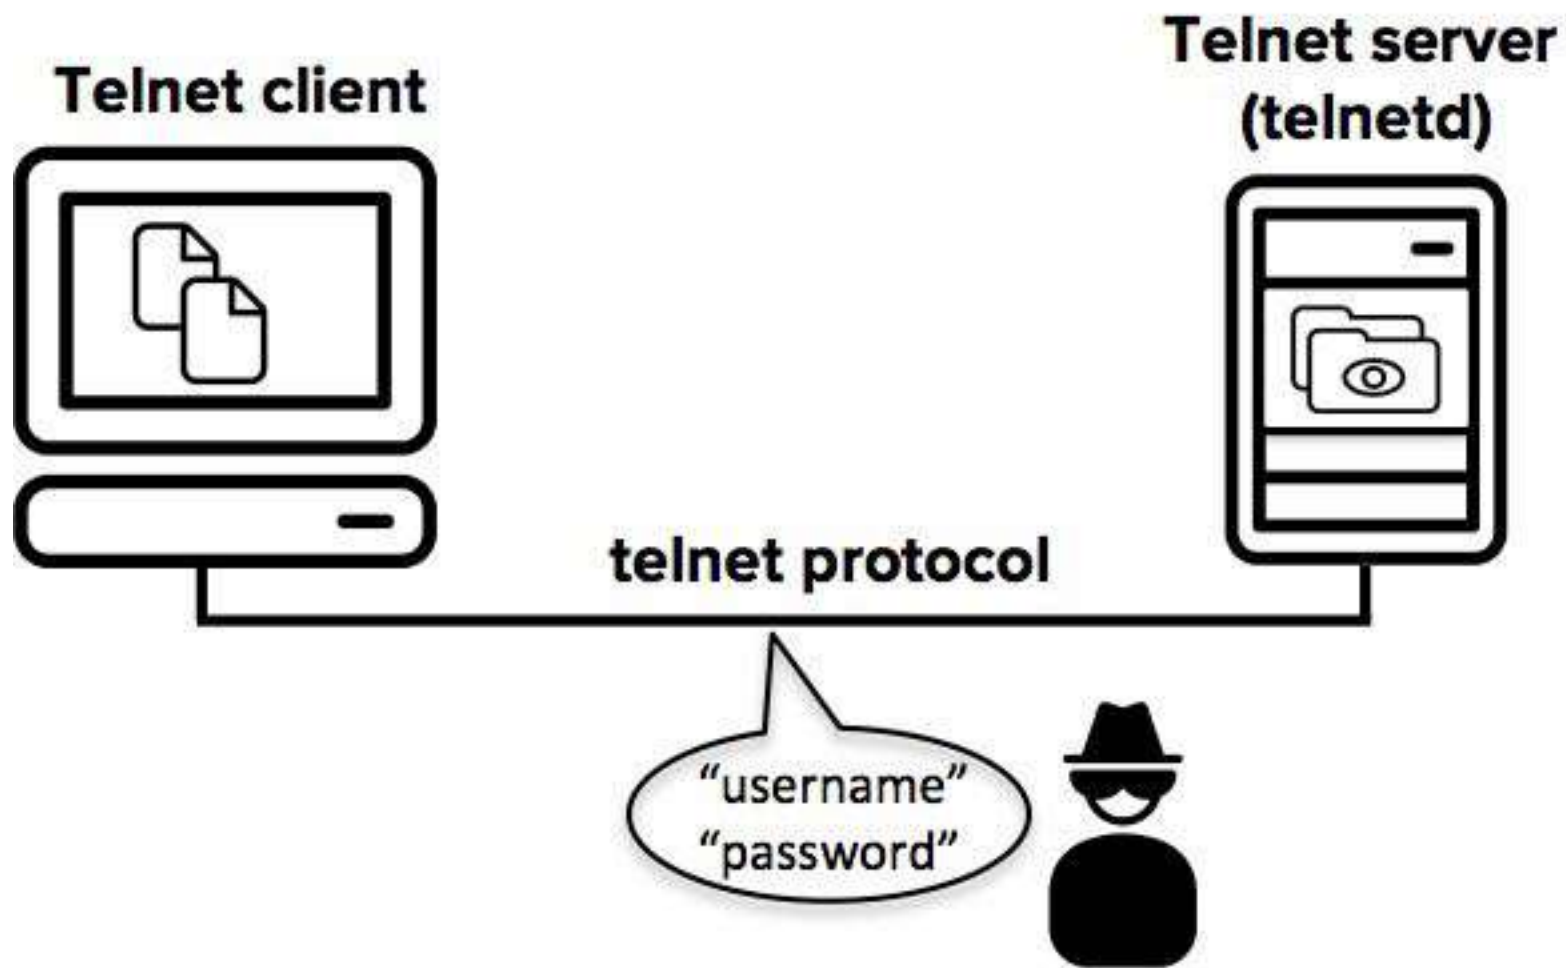 Telnet client
Telnet server
(telnetd)
telnet protocol
“username”
“password”